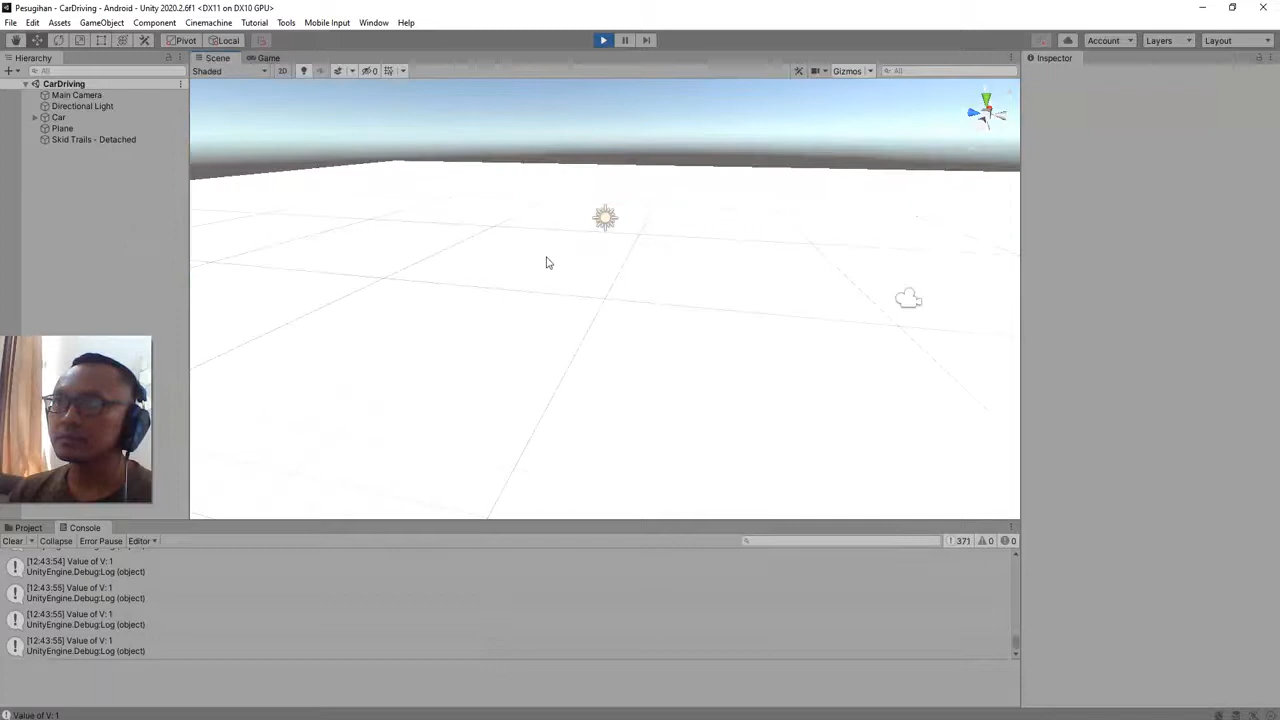 Pesugihan - CarDriving - Android - Unity 2020.2.6f1 <DX11 on DX10 GPU>
File Edit Assets GameObject Component Cinemachine Tutorial Tools Mobile Input Window Help
Pivot Local Account Layers Layout
Hierarchy Scene Game Inspector
All Shaded 2D 0 Gizmos All
CarDriving
Main Camera
Directional Light
Car
Plane
Skid Trails - Detached
Project Console
Clear Collapse Error Pause Editor 371 0 0
[12:43:54] Value of V: 1
UnityEngine.Debug:Log (object)
[12:43:55] Value of V: 1
UnityEngine.Debug:Log (object)
[12:43:55] Value of V: 1
UnityEngine.Debug:Log (object)
[12:43:55] Value of V: 1
UnityEngine.Debug:Log (object)
Value of V: 1